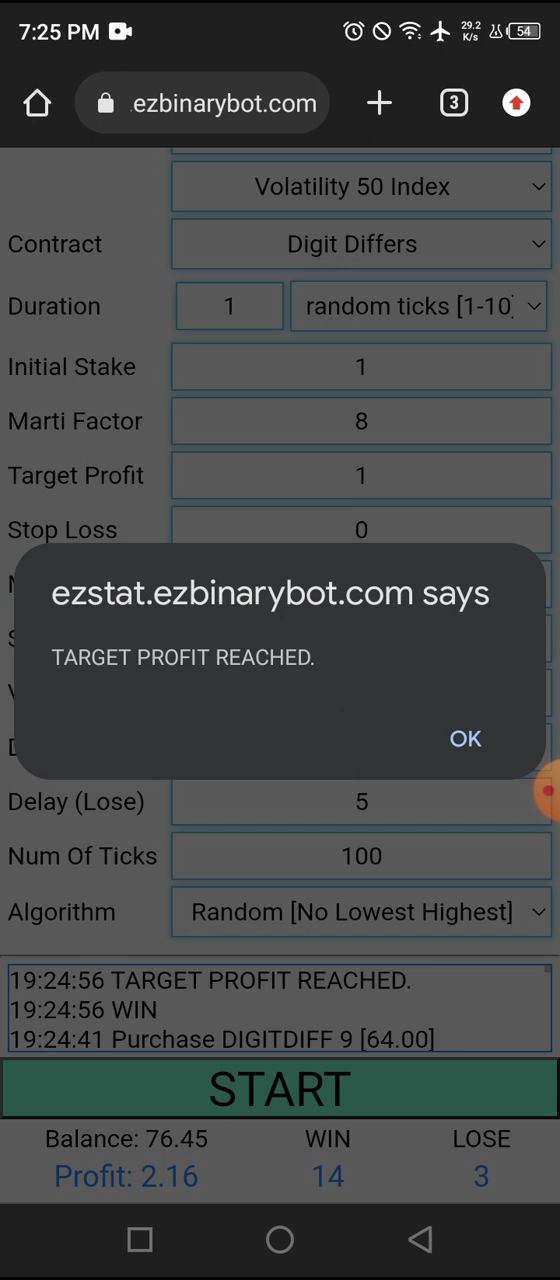 7:25 PM
29.2
K/s
54
.ezbinarybot.com
3
Volatility 50 Index
Contract
Digit Differs
Duration
1
random ticks [1-10]
Initial Stake
1
Marti Factor
8
Target Profit
1
Stop Loss
0
ezstat.ezbinarybot.com says
TARGET PROFIT REACHED.
OK
Delay (Lose)
5
Num Of Ticks
100
Algorithm
Random [No Lowest Highest]
19:24:56 TARGET PROFIT REACHED.
19:24:56 WIN
19:24:41 Purchase DIGITDIFF 9 [64.00]
START
Balance: 76.45
WIN
LOSE
Profit: 2.16
14
3